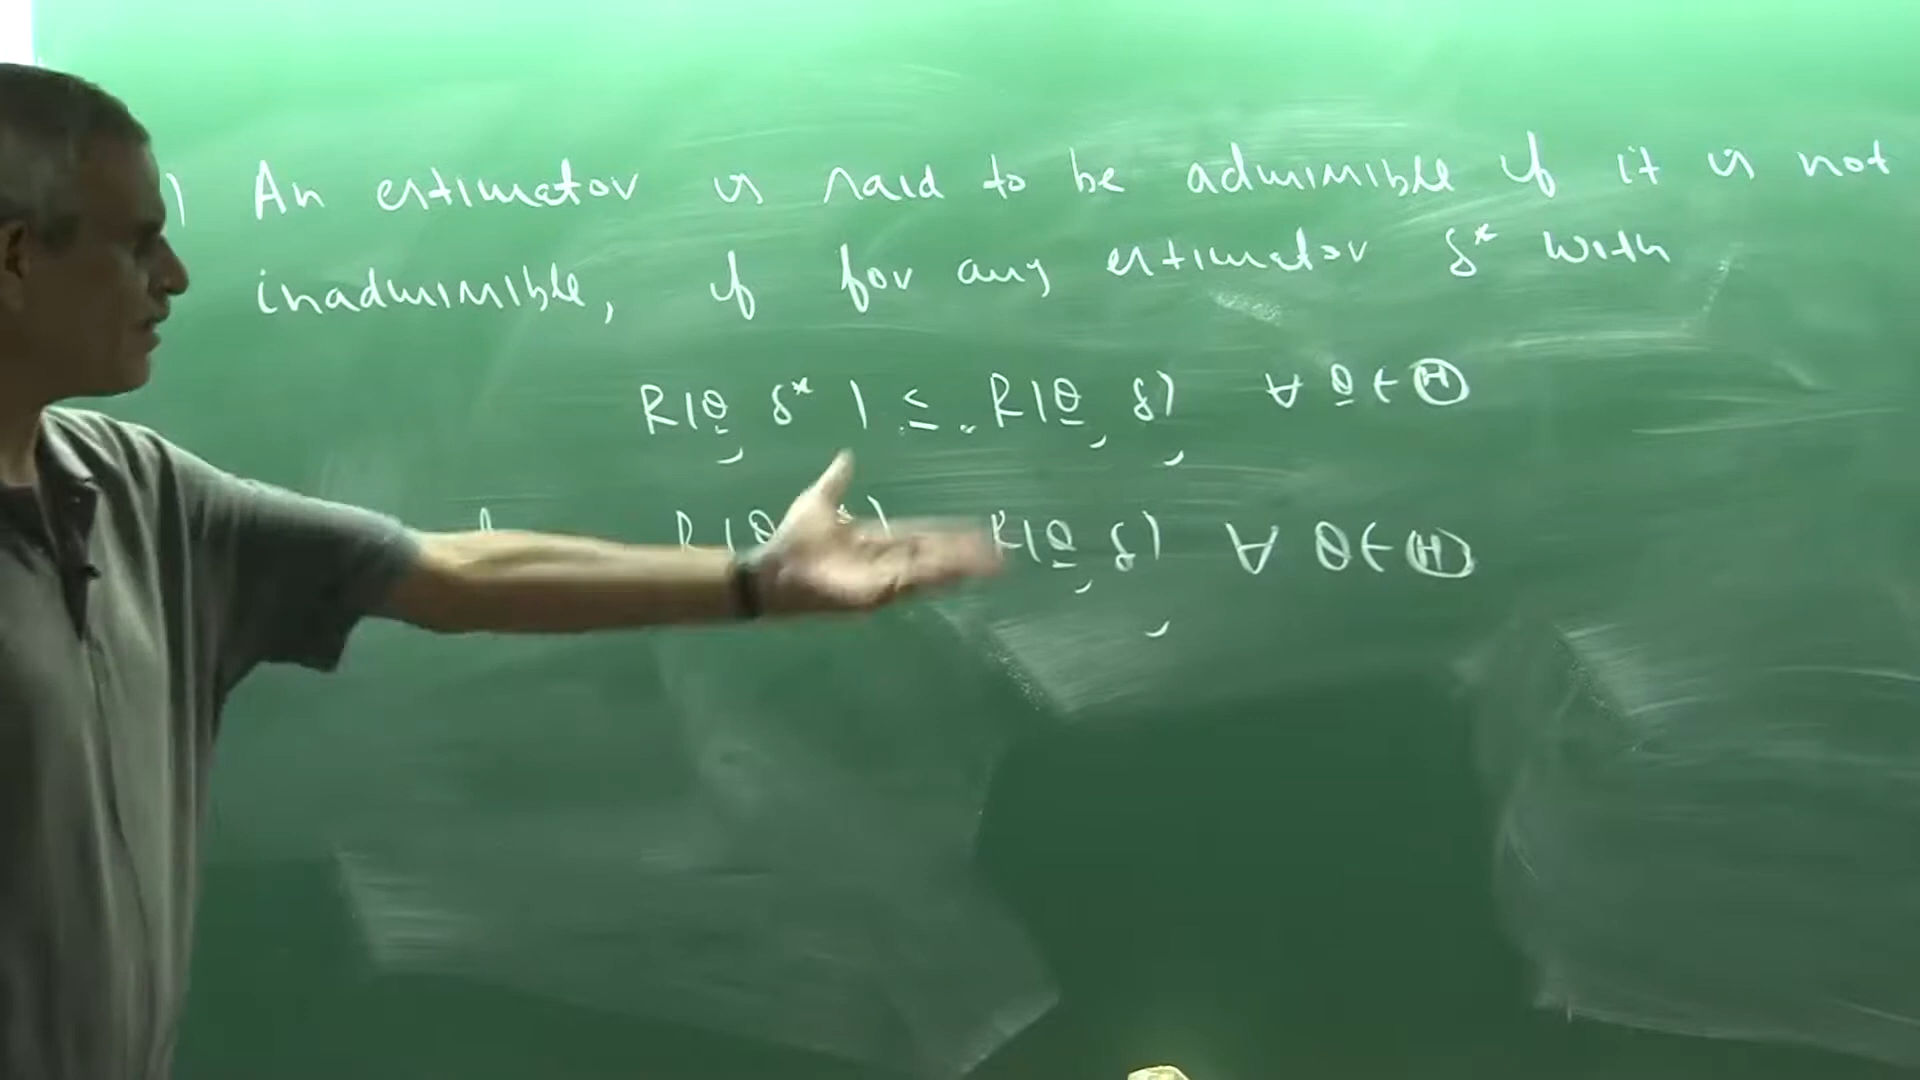 ) An estimator is said to be admissible if it is not
inadmissible, if for any estimator δ* with
R(θ, δ*) ≤ R(θ, δ) ∀ θ ∈ Θ
R(θ ) R(θ, δ) ∀ θ ∈ Θ